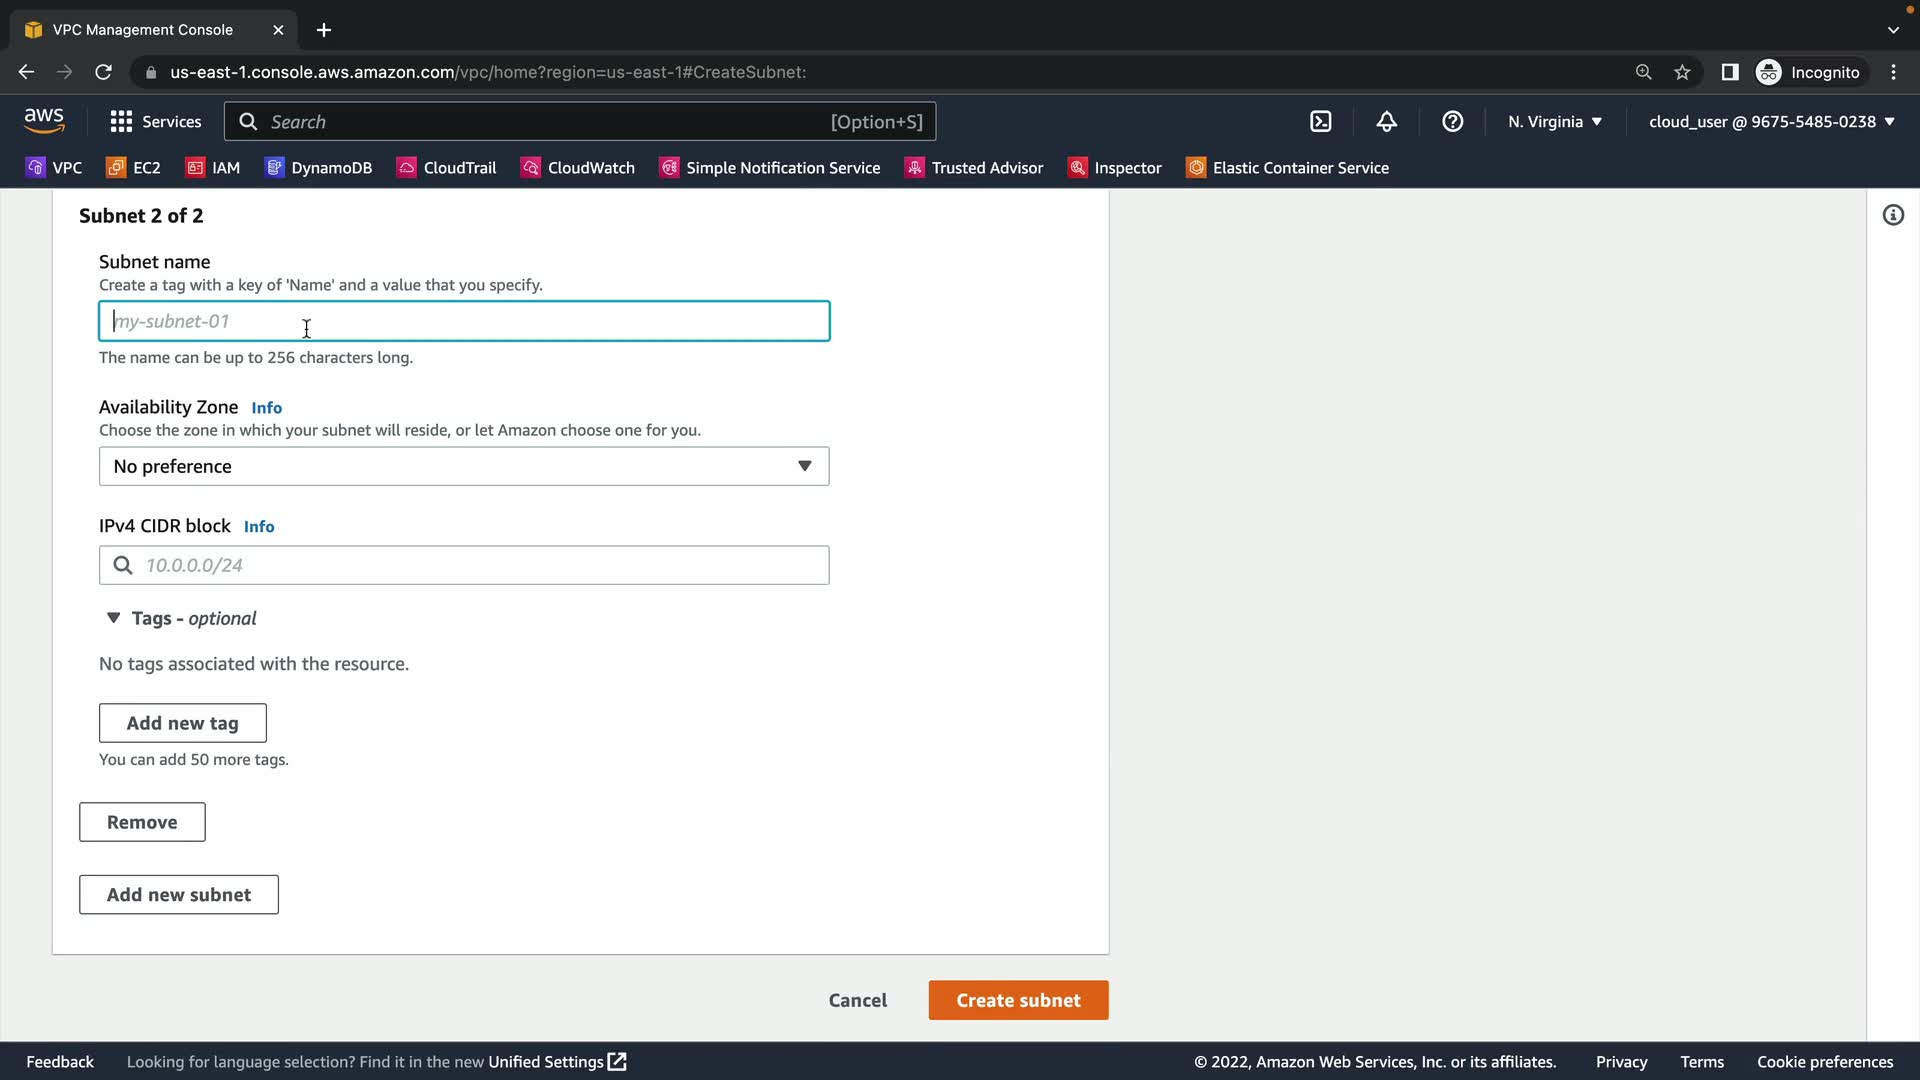 VPC Management Console
us-east-1.console.aws.amazon.com/vpc/home?region=us-east-1#CreateSubnet:
Incognito
aws
Services
Search
[Option+S]
N. Virginia
cloud_user @ 9675-5485-0238
VPC
EC2
IAM
DynamoDB
CloudTrail
CloudWatch
Simple Notification Service
Trusted Advisor
Inspector
Elastic Container Service
Subnet 2 of 2
Subnet name
Create a tag with a key of 'Name' and a value that you specify.
my-subnet-01
The name can be up to 256 characters long.
Availability Zone Info
Choose the zone in which your subnet will reside, or let Amazon choose one for you.
No preference
IPv4 CIDR block Info
10.0.0.0/24
Tags - optional
No tags associated with the resource.
Add new tag
You can add 50 more tags.
Remove
Add new subnet
Cancel
Create subnet
Feedback
Looking for language selection? Find it in the new Unified Settings
© 2022, Amazon Web Services, Inc. or its affiliates.
Privacy
Terms
Cookie preferences